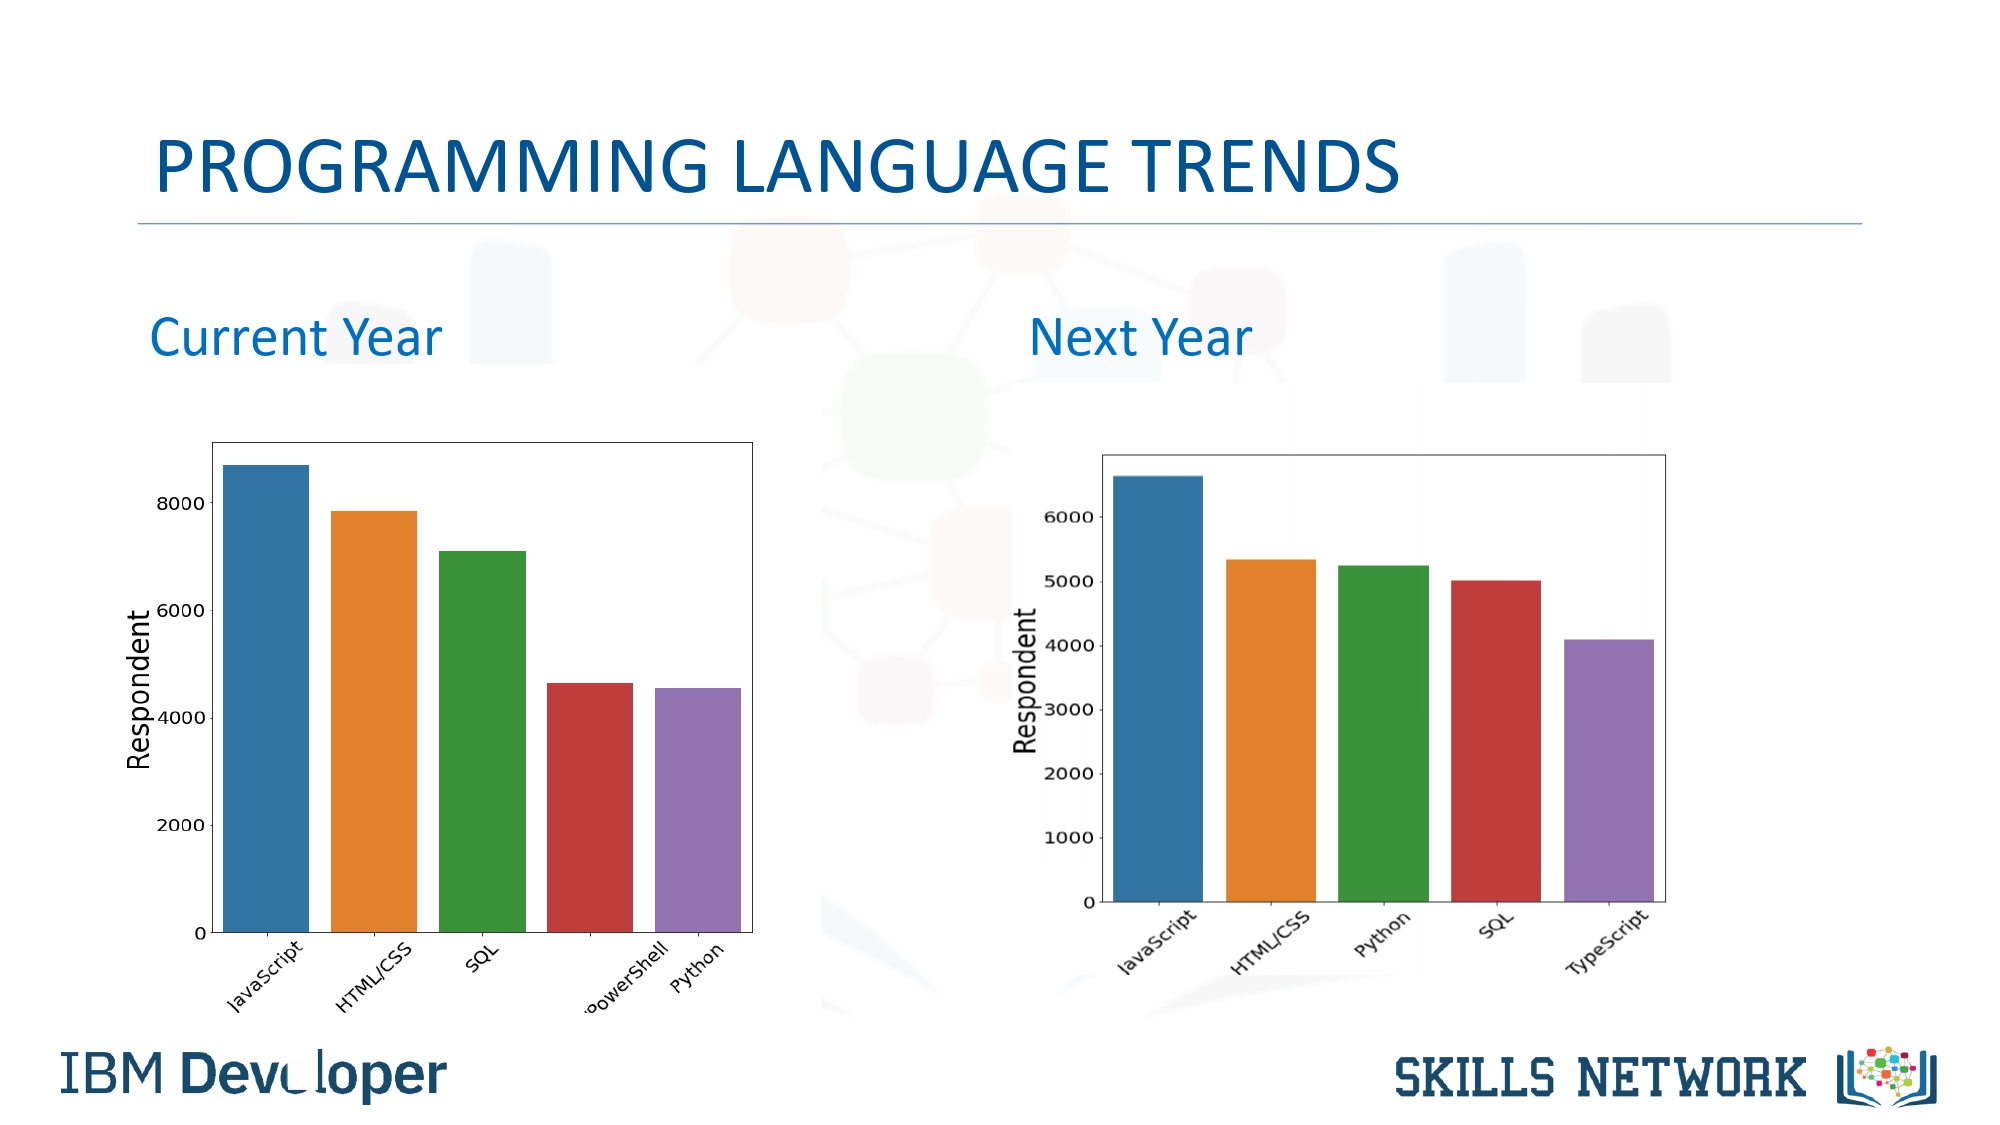 PROGRAMMING LANGUAGE TRENDS
Current Year
Next Year
Respondent
8000
6000
4000
2000
0
JavaScript
HTML/CSS
SQL
/PowerShell
Python
Respondent
6000
5000
4000
3000
2000
1000
0
JavaScript
HTML/CSS
Python
SQL
TypeScript
IBM Developer
SKILLS NETWORK